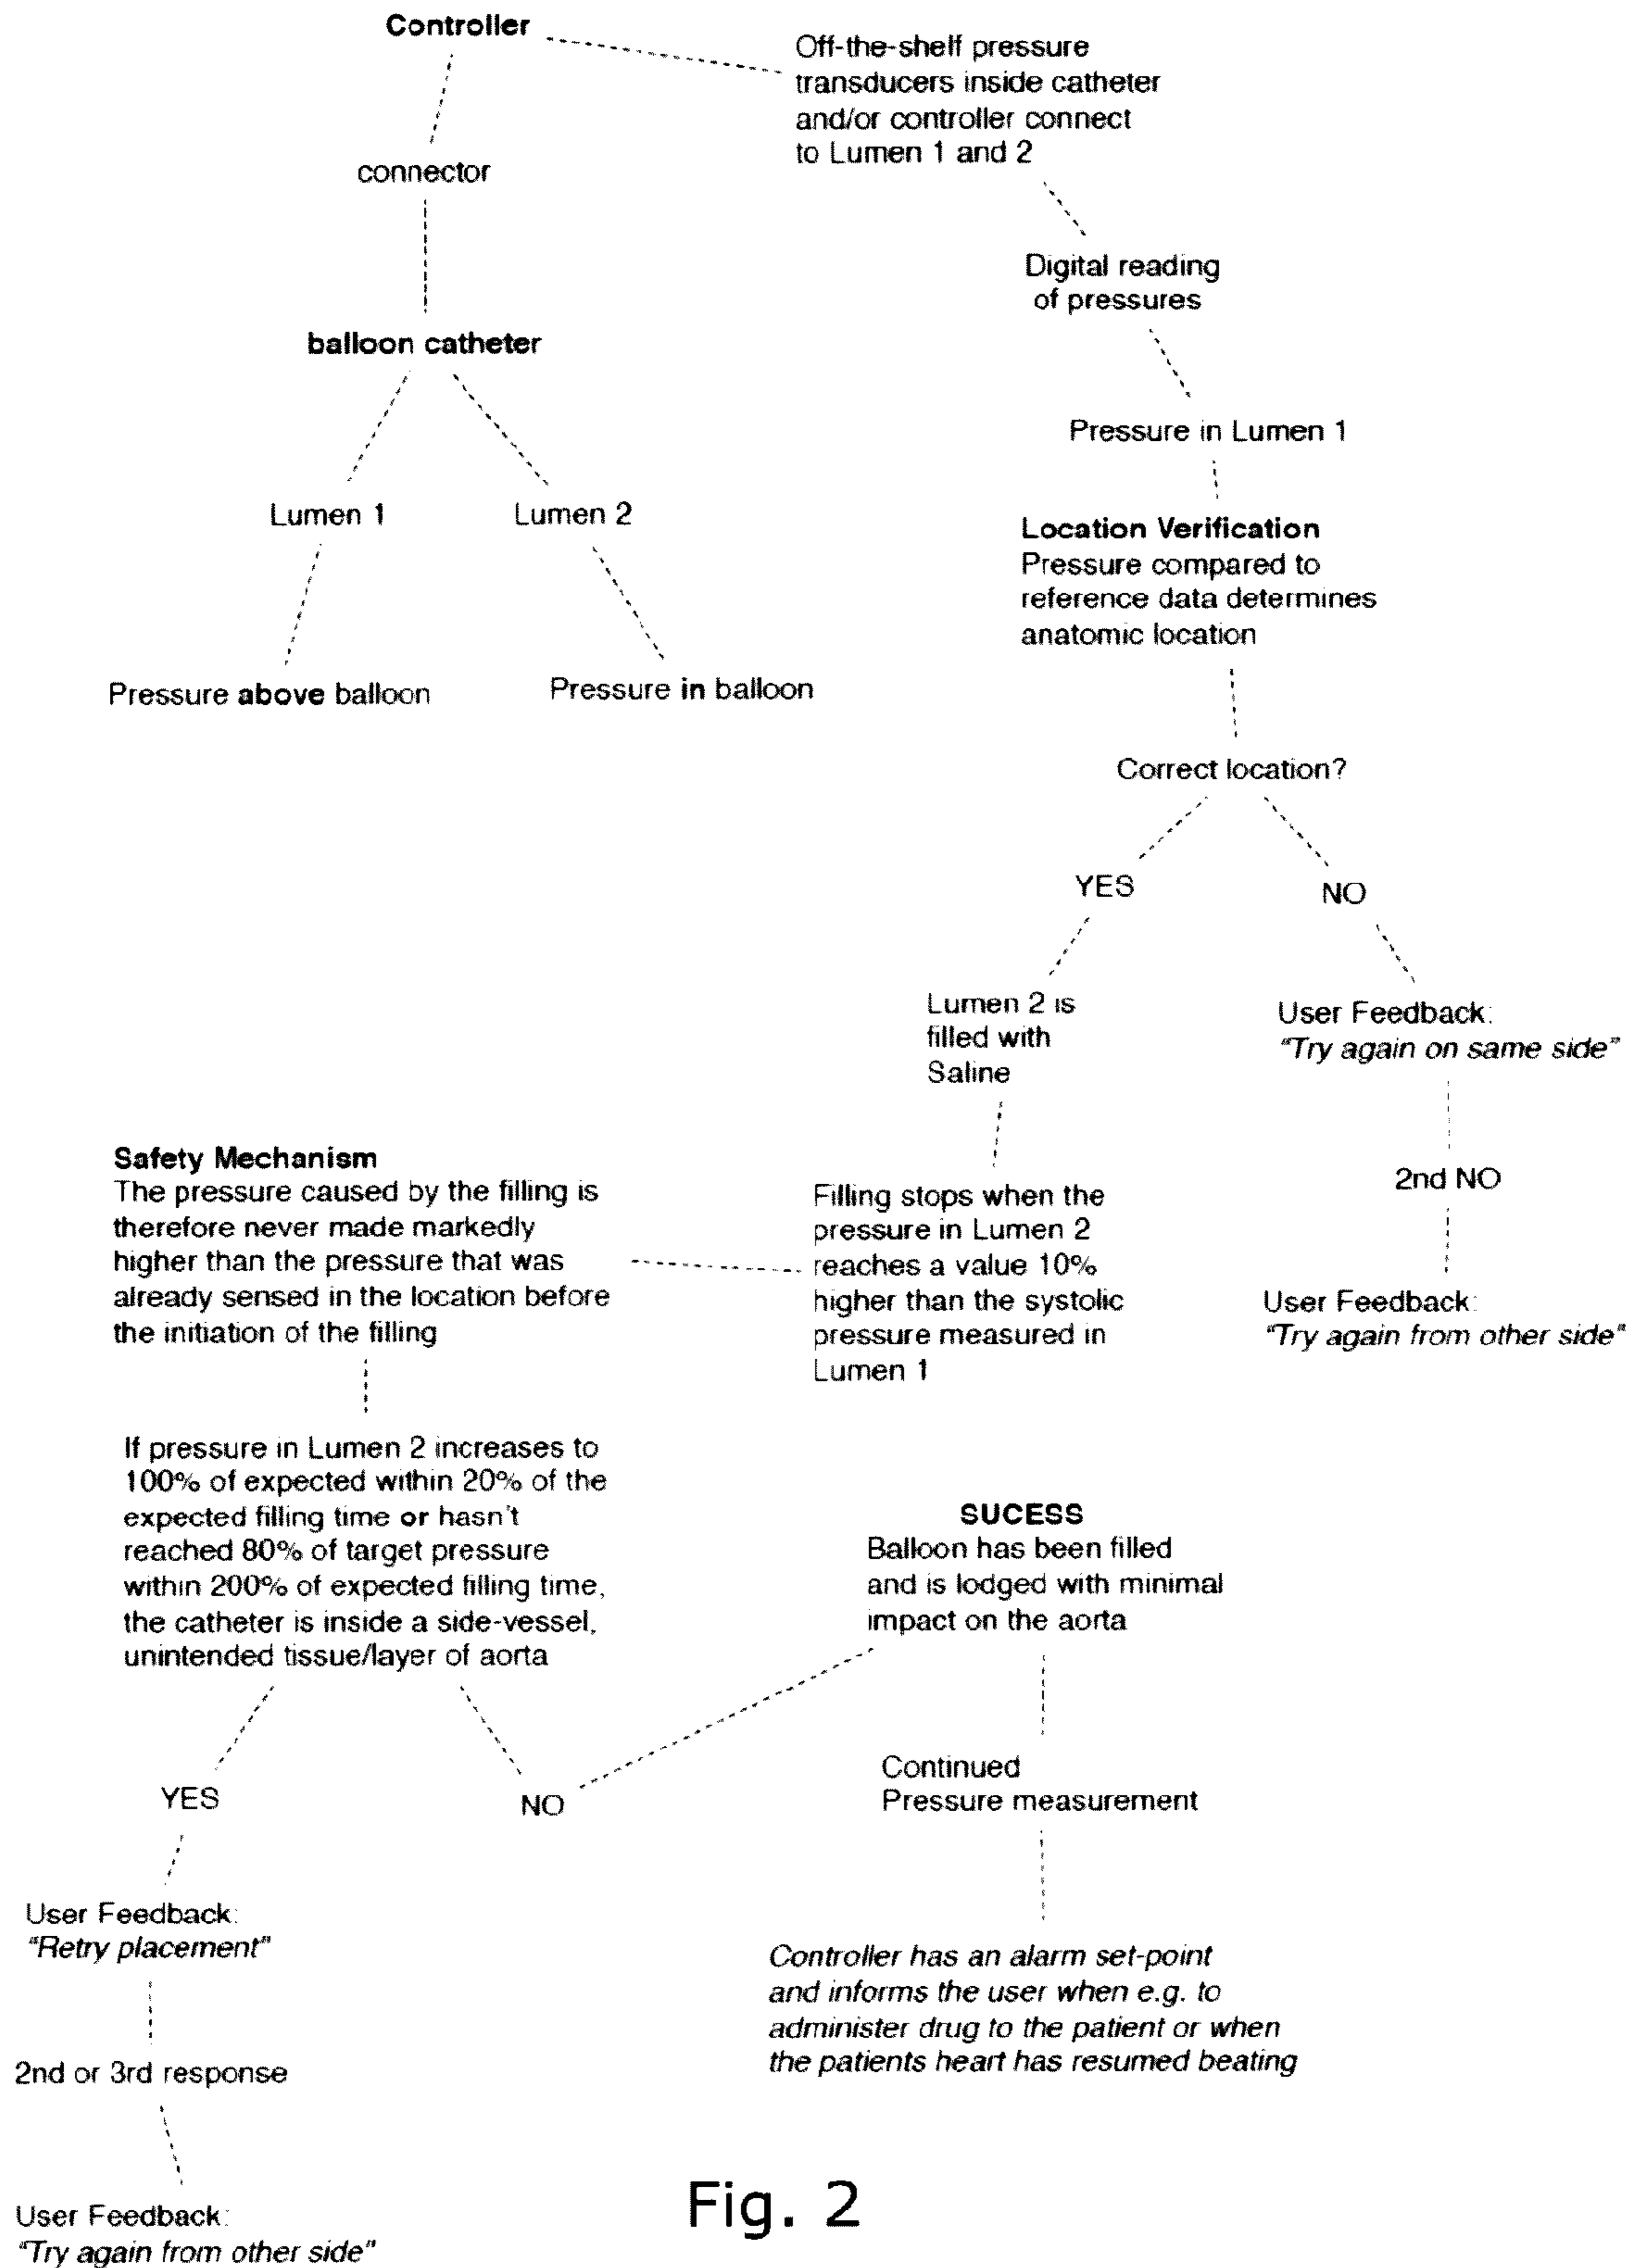 Controller
Off-the-shelf pressure
transducers inside catheter
and/or controller connect
to Lumen 1 and 2
connector
Digital reading
of pressures
balloon catheter
Pressure in Lumen 1
Lumen 1
Lumen 2
Location Verification
Pressure compared to
reference data determines
anatomic location
Pressure above balloon
Pressure in balloon
Correct location?
YES
NO
Lumen 2 is
filled with
Saline
User Feedback:
"Try again on same side"
2nd NO
User Feedback:
"Try again from other side"
Filling stops when the
pressure in Lumen 2
reaches a value 10%
higher than the systolic
pressure measured in
Lumen 1
Safety Mechanism
The pressure caused by the filling is
therefore never made markedly
higher than the pressure that was
already sensed in the location before
the initiation of the filling
If pressure in Lumen 2 increases to
100% of expected within 20% of the
expected filling time or hasn't
reached 80% of target pressure
within 200% of expected filling time,
the catheter is inside a side-vessel,
unintended tissue/layer of aorta
YES
NO
SUCESS
Balloon has been filled
and is lodged with minimal
impact on the aorta
Continued
Pressure measurement
Controller has an alarm set-point
and informs the user when e.g. to
administer drug to the patient or when
the patients heart has resumed beating
User Feedback:
"Retry placement"
2nd or 3rd response
User Feedback:
"Try again from other side"
Fig. 2